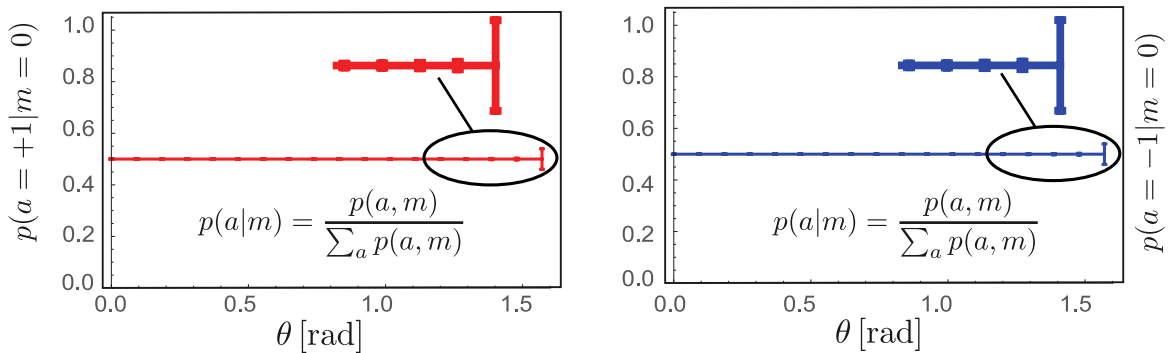 p(a = +1|m = 0)
1.0
0.8
0.6
0.4
0.2
0.0
p(a|m) = p(a, m) / ∑_a p(a, m)
0.0 0.5 1.0 1.5
θ [rad]
1.0
0.8
0.6
0.4
0.2
0.0
p(a|m) = p(a, m) / ∑_a p(a, m)
0.0 0.5 1.0 1.5
θ [rad]
p(a = −1|m = 0)